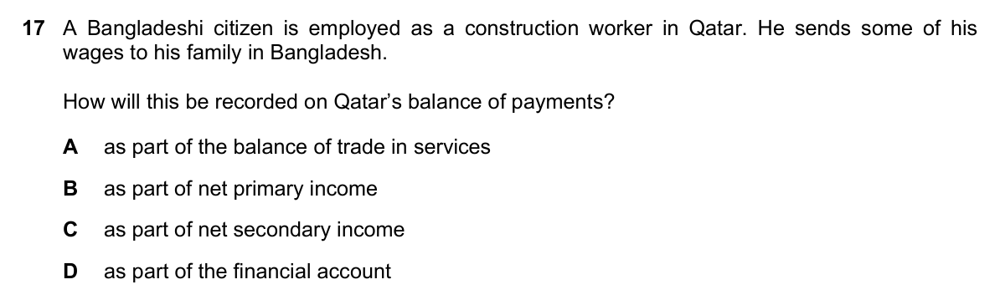 17 A Bangladeshi citizen is employed as a construction worker in Qatar. He sends some of his
wages to his family in Bangladesh.
How will this be recorded on Qatar's balance of payments?
A as part of the balance of trade in services
B as part of net primary income
C as part of net secondary income
D as part of the financial account